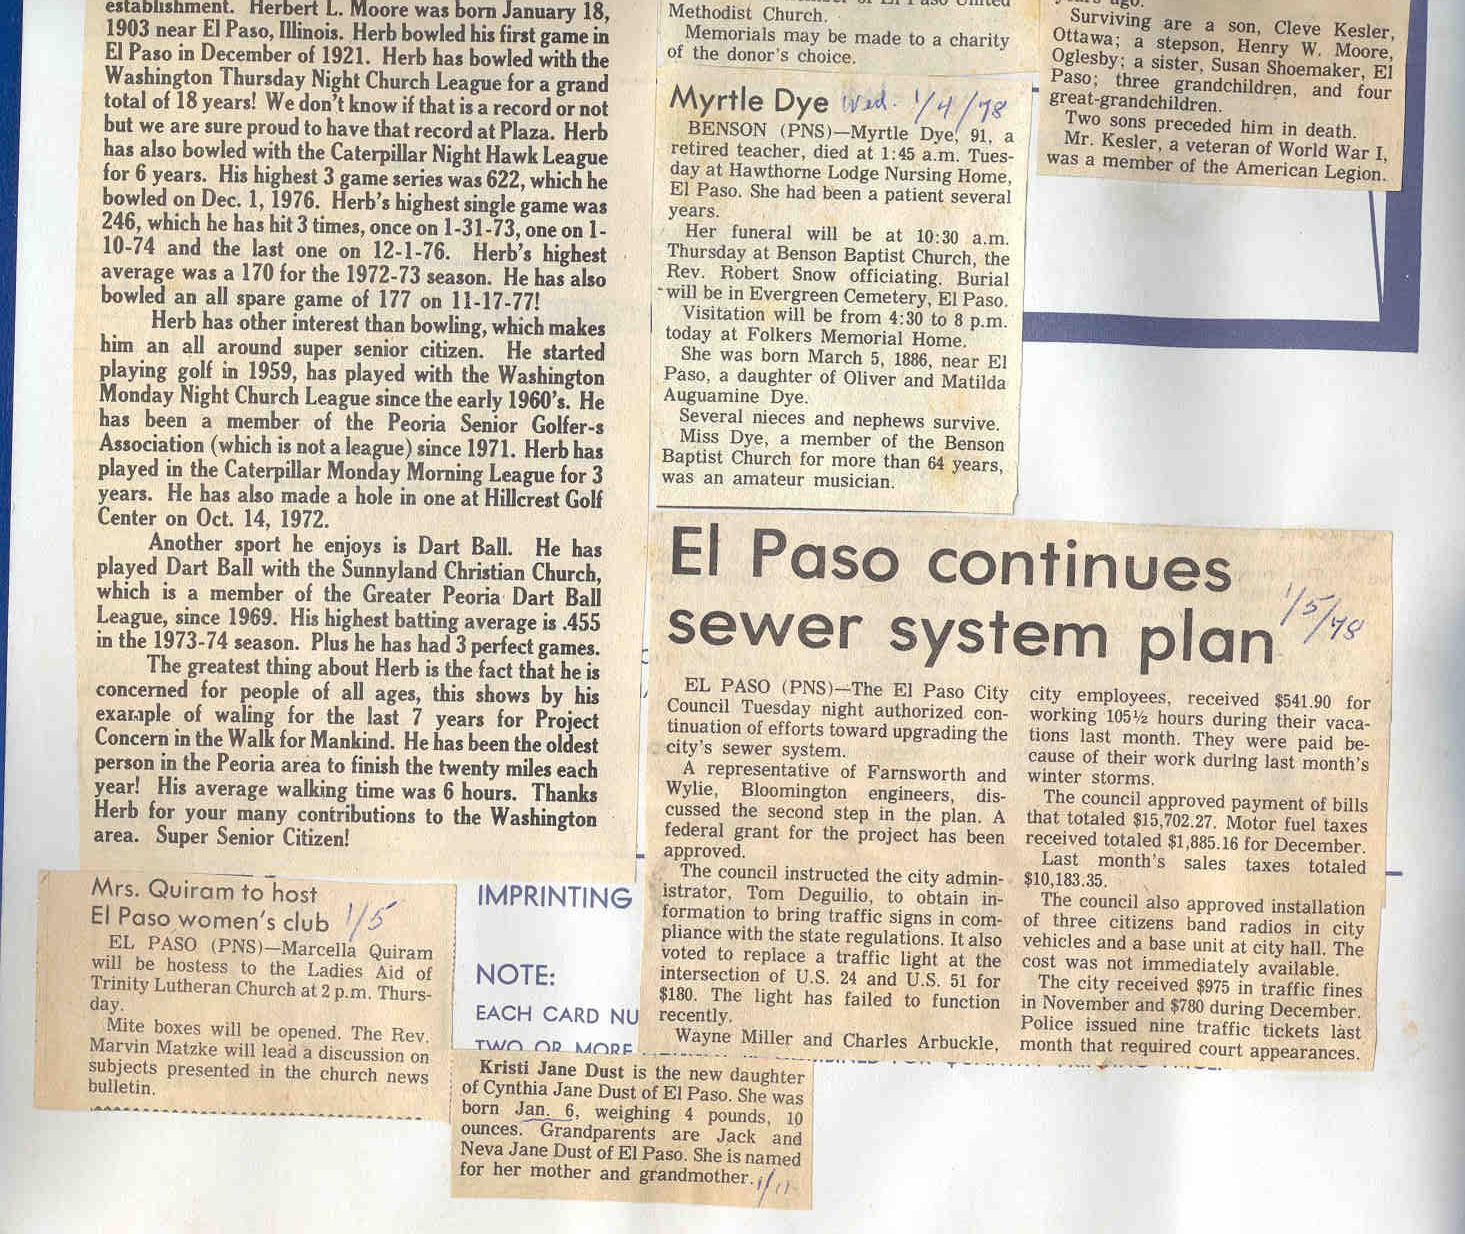 establishment. Herbert L. Moore was born January 18,
1903 near El Paso, Illinois. Herb bowled his first game in
El Paso in December of 1921. Herb has bowled with the
Washington Thursday Night Church League for a grand
total of 18 years! We don't know if that is a record or not
but we are sure proud to have that record at Plaza. Herb
has also bowled with the Caterpillar Night Hawk League
for 6 years. His highest 3 game series was 622, which he
bowled on Dec. 1, 1976. Herb's highest single game was
246, which he has hit 3 times, once on 1-31-73, one on 1-
10-74 and the last one on 12-1-76. Herb's highest
average was a 170 for the 1972-73 season. He has also
bowled an all spare game of 177 on 11-17-77!
Herb has other interest than bowling, which makes
him an all around super senior citizen. He started
playing golf in 1959, has played with the Washington
Monday Night Church League since the early 1960's. He
has been a member of the Peoria Senior Golfer-s
Association (which is not a league) since 1971. Herb has
played in the Caterpillar Monday Morning League for 3
years. He has also made a hole in one at Hillcrest Golf
Center on Oct. 14, 1972.
Another sport he enjoys is Dart Ball. He has
played Dart Ball with the Sunnyland Christian Church,
which is a member of the Greater Peoria Dart Ball
League, since 1969. His highest batting average is .455
in the 1973-74 season. Plus he has had 3 perfect games.
The greatest thing about Herb is the fact that he is
concerned for people of all ages, this shows by his
example of waling for the last 7 years for Project
Concern in the Walk for Mankind. He has been the oldest
person in the Peoria area to finish the twenty miles each
year! His average walking time was 6 hours. Thanks
Herb for your many contributions to the Washington
area. Super Senior Citizen!
Mrs. Quiram to host
El Paso women's club 1/5
EL PASO (PNS)—Marcella Quiram
will be hostess to the Ladies Aid of
Trinity Lutheran Church at 2 p.m. Thurs-
day.
Mite boxes will be opened. The Rev.
Marvin Matzke will lead a discussion on
subjects presented in the church news
bulletin.
IMPRINTING
NOTE:
EACH CARD NU
TWO OR MORE
Kristi Jane Dust is the new daughter
of Cynthia Jane Dust of El Paso. She was
born Jan. 6, weighing 4 pounds, 10
ounces. Grandparents are Jack and
Neva Jane Dust of El Paso. She is named
for her mother and grandmother. 1/11
Methodist Church.
Memorials may be made to a charity
of the donor's choice.
Myrtle Dye Wed. 1/4/78
BENSON (PNS)—Myrtle Dye, 91, a
retired teacher, died at 1:45 a.m. Tues-
day at Hawthorne Lodge Nursing Home,
El Paso. She had been a patient several
years.
Her funeral will be at 10:30 a.m.
Thursday at Benson Baptist Church, the
Rev. Robert Snow officiating. Burial
will be in Evergreen Cemetery, El Paso.
Visitation will be from 4:30 to 8 p.m.
today at Folkers Memorial Home.
She was born March 5, 1886, near El
Paso, a daughter of Oliver and Matilda
Auguamine Dye.
Several nieces and nephews survive.
Miss Dye, a member of the Benson
Baptist Church for more than 64 years,
was an amateur musician.
years ago.
Surviving are a son, Cleve Kesler,
Ottawa; a stepson, Henry W. Moore,
Oglesby; a sister, Susan Shoemaker, El
Paso; three grandchildren, and four
great-grandchildren.
Two sons preceded him in death.
Mr. Kesler, a veteran of World War I,
was a member of the American Legion.
El Paso continues
sewer system plan 1/5/78
EL PASO (PNS)—The El Paso City
Council Tuesday night authorized con-
tinuation of efforts toward upgrading the
city's sewer system.
A representative of Farnsworth and
Wylie, Bloomington engineers, dis-
cussed the second step in the plan. A
federal grant for the project has been
approved.
The council instructed the city admin-
istrator, Tom Deguilio, to obtain in-
formation to bring traffic signs in com-
pliance with the state regulations. It also
voted to replace a traffic light at the
intersection of U.S. 24 and U.S. 51 for
$180. The light has failed to function
recently.
Wayne Miller and Charles Arbuckle,
city employees, received $541.90 for
working 105½ hours during their vaca-
tions last month. They were paid be-
cause of their work during last month's
winter storms.
The council approved payment of bills
that totaled $15,702.27. Motor fuel taxes
received totaled $1,885.16 for December.
Last month's sales taxes totaled
$10,183.35.
The council also approved installation
of three citizens band radios in city
vehicles and a base unit at city hall. The
cost was not immediately available.
The city received $975 in traffic fines
in November and $780 during December.
Police issued nine traffic tickets last
month that required court appearances.